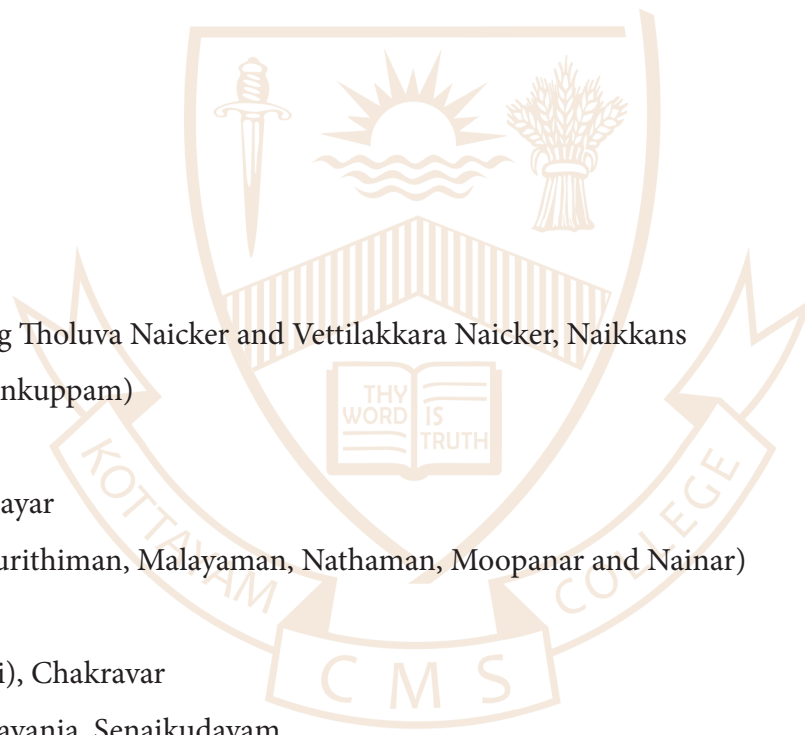 g Tholuva Naicker and Vettilakkara Naicker, Naikkans
nkuppam)
THY
WORD IS
TRUTH
ayar
urithiman, Malayaman, Nathaman, Moopanar and Nainar)
KOTTAYAM
COLLEGE
i), Chakravar
CMS